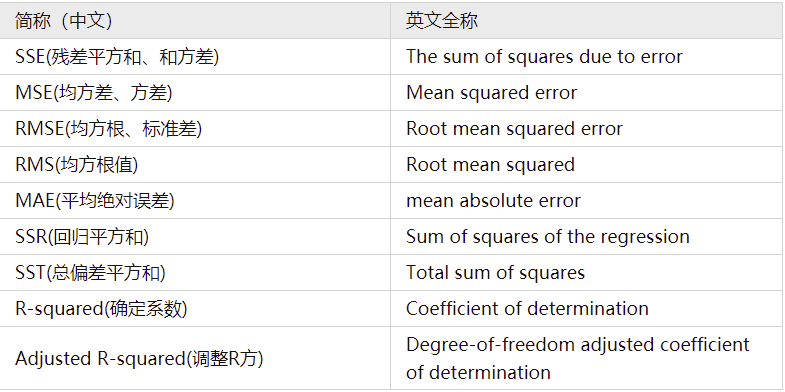 简称（中文） 英文全称
SSE(残差平方和、和方差) The sum of squares due to error
MSE(均方差、方差) Mean squared error
RMSE(均方根、标准差) Root mean squared error
RMS(均方根值) Root mean squared
MAE(平均绝对误差) mean absolute error
SSR(回归平方和) Sum of squares of the regression
SST(总偏差平方和) Total sum of squares
R-squared(确定系数) Coefficient of determination
Adjusted R-squared(调整R方) Degree-of-freedom adjusted coefficient
of determination